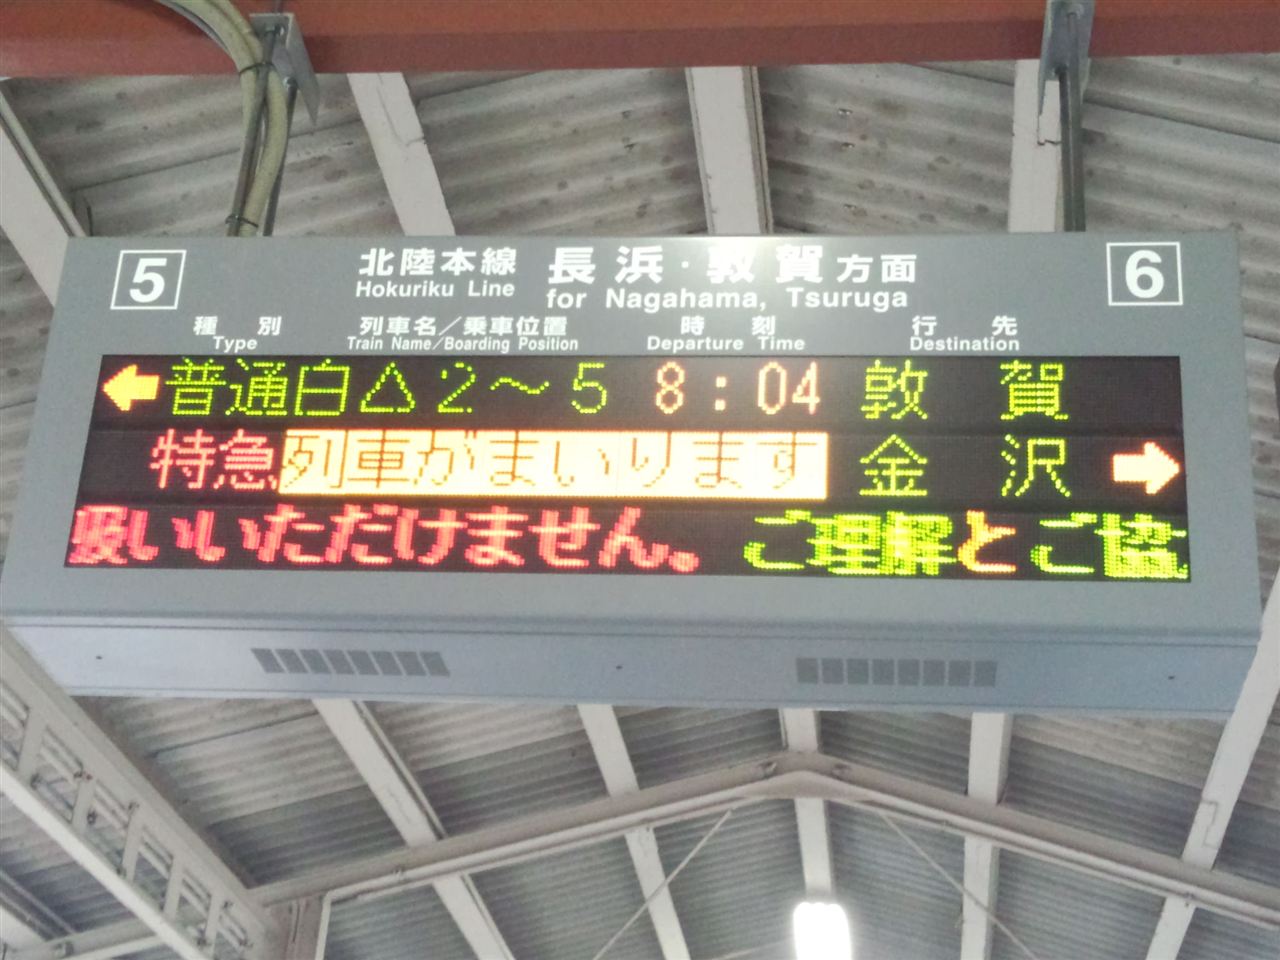 5 北陸本線 長浜・敦賀方面 6
Hokuriku Line for Nagahama, Tsuruga
種別 列車名/乗車位置 時刻 行先
Type Train Name/Boarding Position Departure Time Destination
←普通白△2～5 8:04 敦賀
特急列車がまいります 金沢→
吸いいただけません。 ご理解とご協